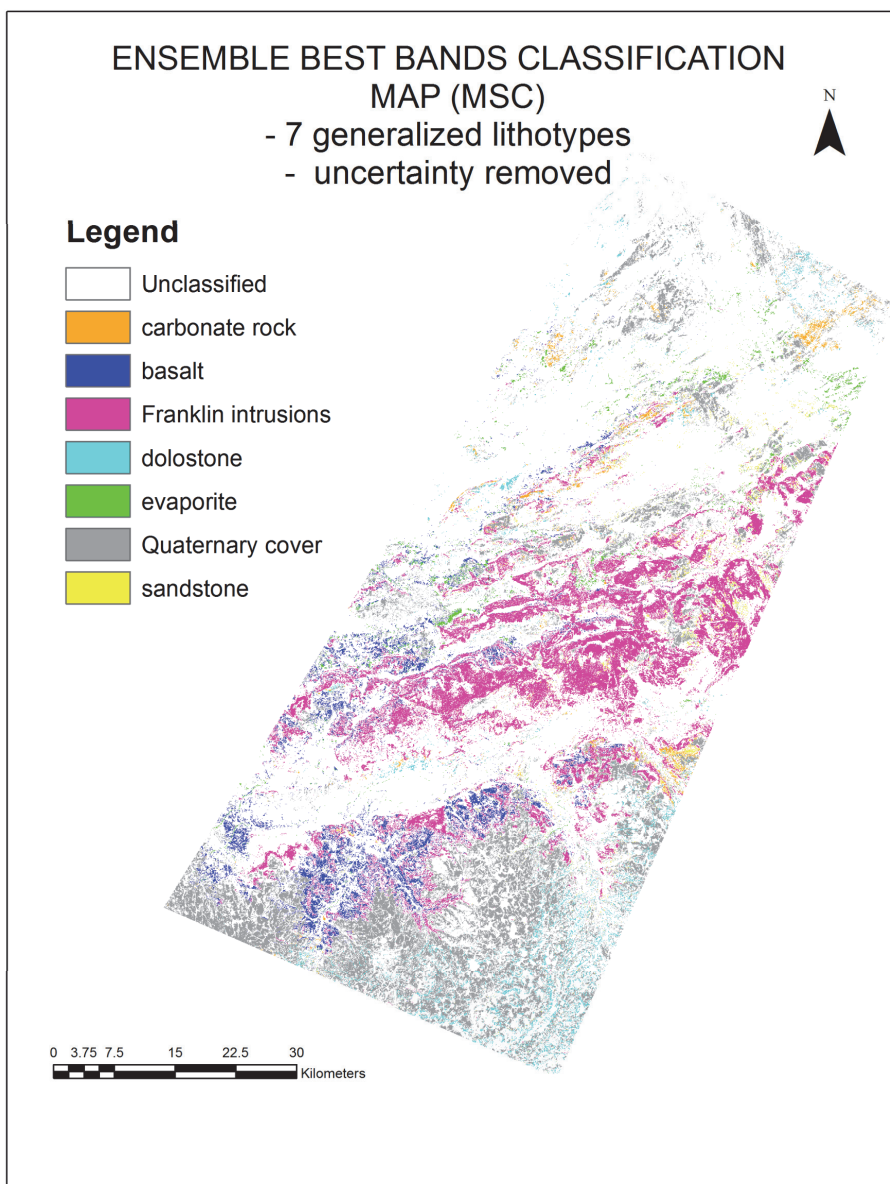 ENSEMBLE BEST BANDS CLASSIFICATION
MAP (MSC)
- 7 generalized lithotypes
- uncertainty removed
N
Legend
Unclassified
carbonate rock
basalt
Franklin intrusions
dolostone
evaporite
Quaternary cover
sandstone
0 3.75 7.5 15 22.5 30
Kilometers